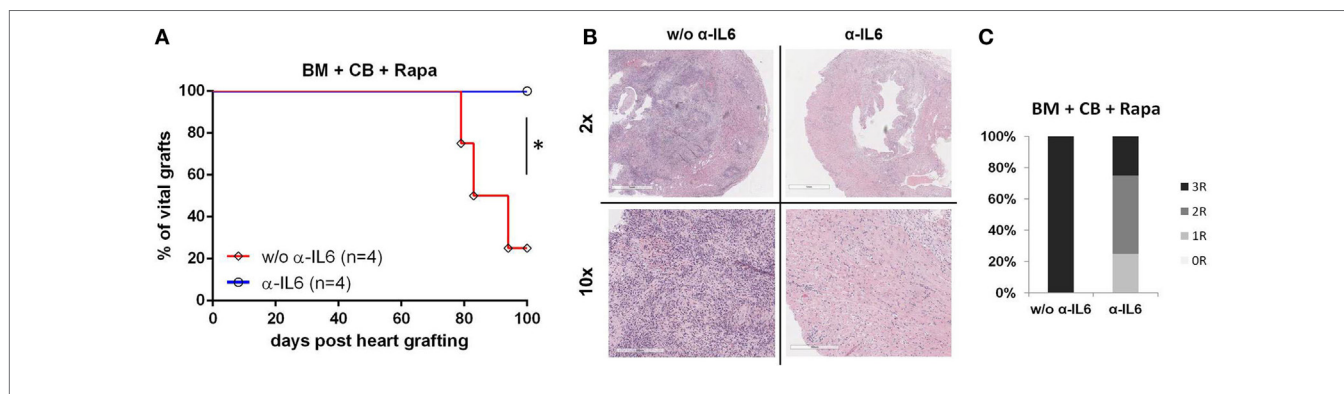 A
BM + CB + Rapa
% of vital grafts
100
80
60
40
20
0
*
w/o α-IL6 (n=4)
α-IL6 (n=4)
0 20 40 60 80 100
days post heart grafting
B
w/o α-IL6 α-IL6
2x
10x
C
BM + CB + Rapa
100%
80%
60%
40%
20%
0%
w/o α-IL6 α-IL6
3R
2R
1R
0R